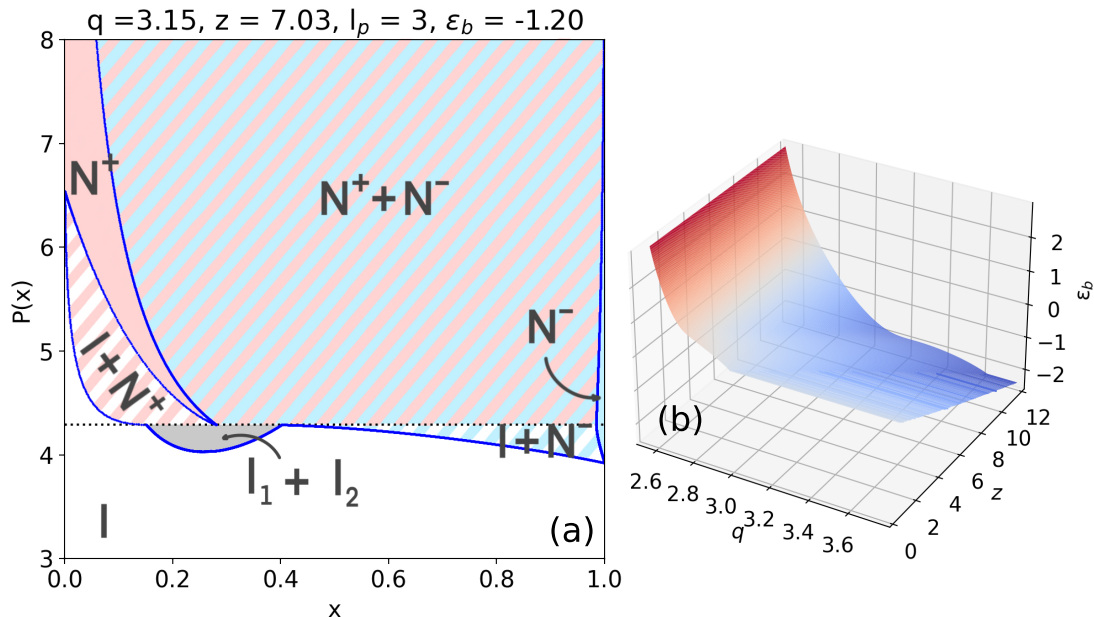 q =3.15, z = 7.03, lₚ = 3, ε_b = -1.20
8
7
6
5
4
3
P(x)
N⁺
N⁺+N⁻
N⁻
I+N⁺
I+N⁻
I₁ + I₂
I
(a)
0.0 0.2 0.4 0.6 0.8 1.0
x
(b)
2
1
0
−1
−2
ε_b
2.6 2.8 3.0 3.2 3.4 3.6
q
0 2 4 6 8 10 12
z